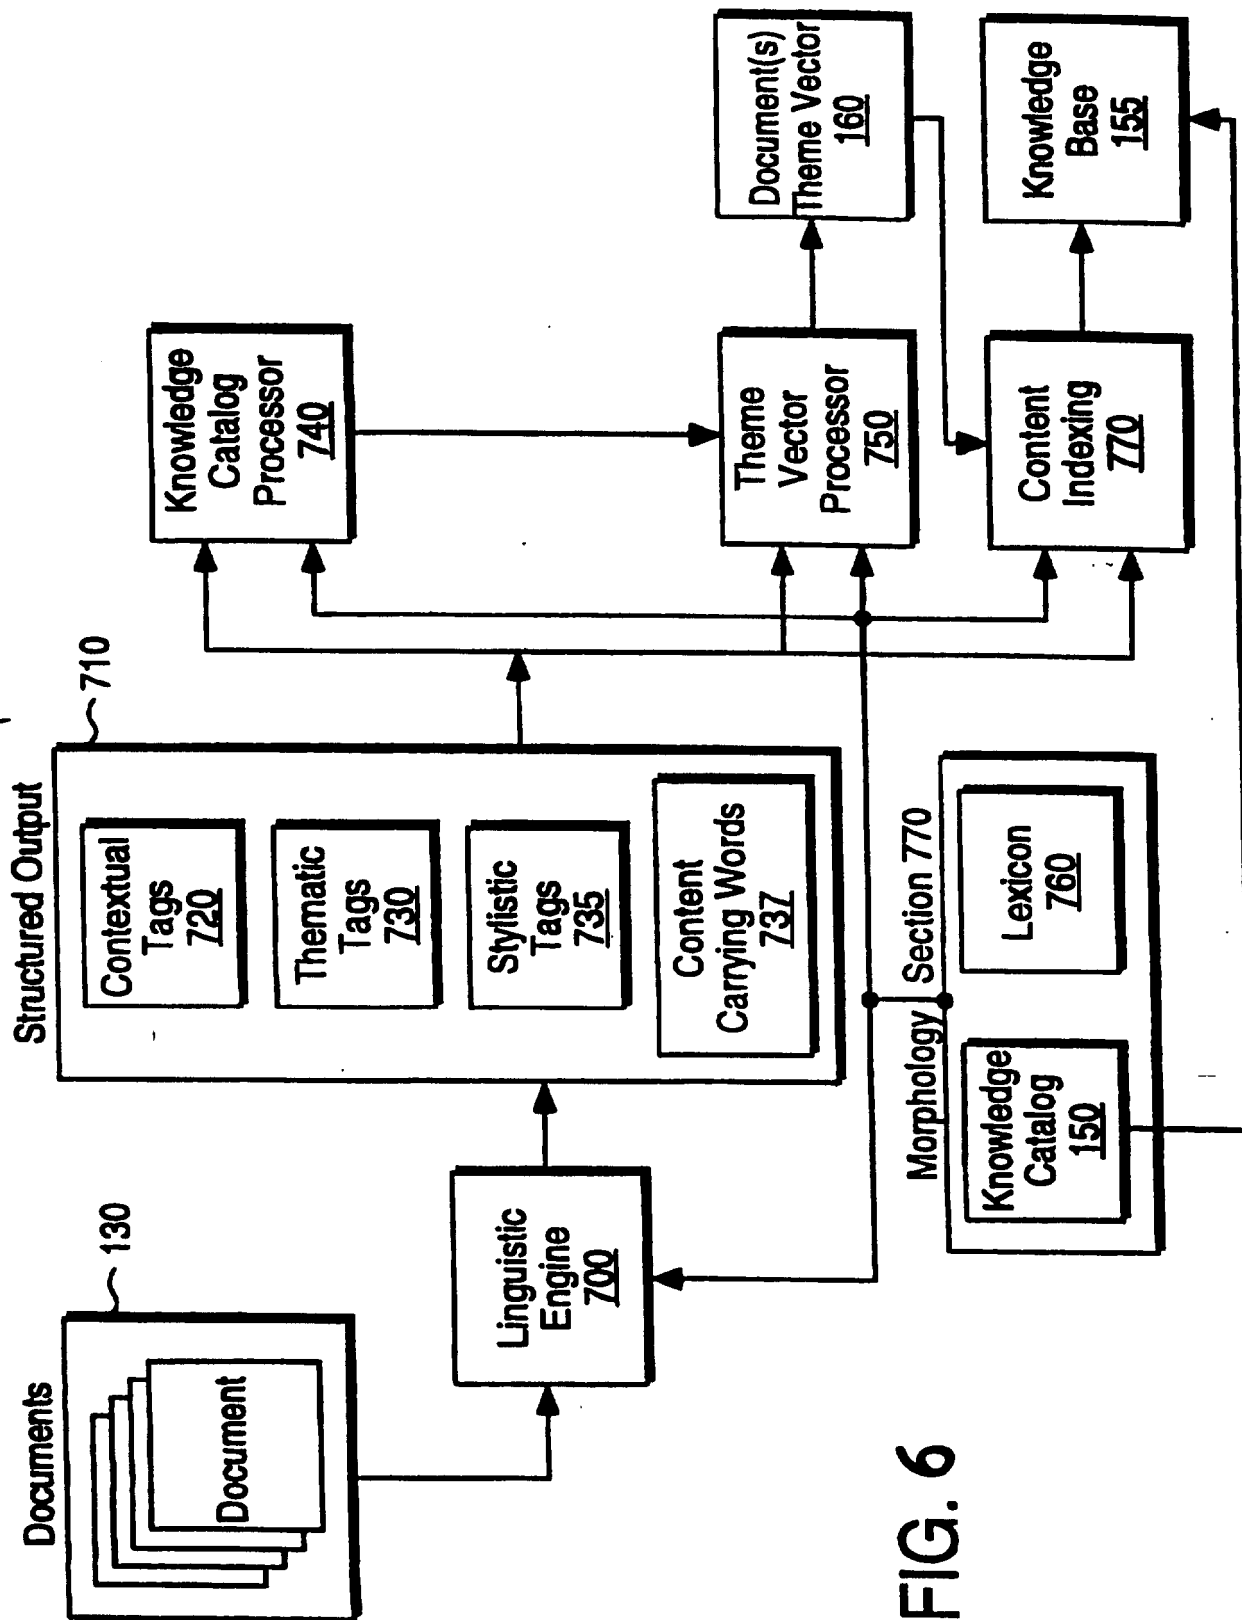 Documents
130
Document
Linguistic
Engine
700
Structured Output
710
Contextual
Tags
720
Thematic
Tags
730
Stylistic
Tags
735
Content
Carrying Words
737
Knowledge
Catalog
Processor
740
Theme
Vector
Processor
750
Document(s)
Theme Vector
160
Content
Indexing
770
Knowledge
Base
155
Morphology Section 770
Knowledge
Catalog
150
Lexicon
760
FIG. 6